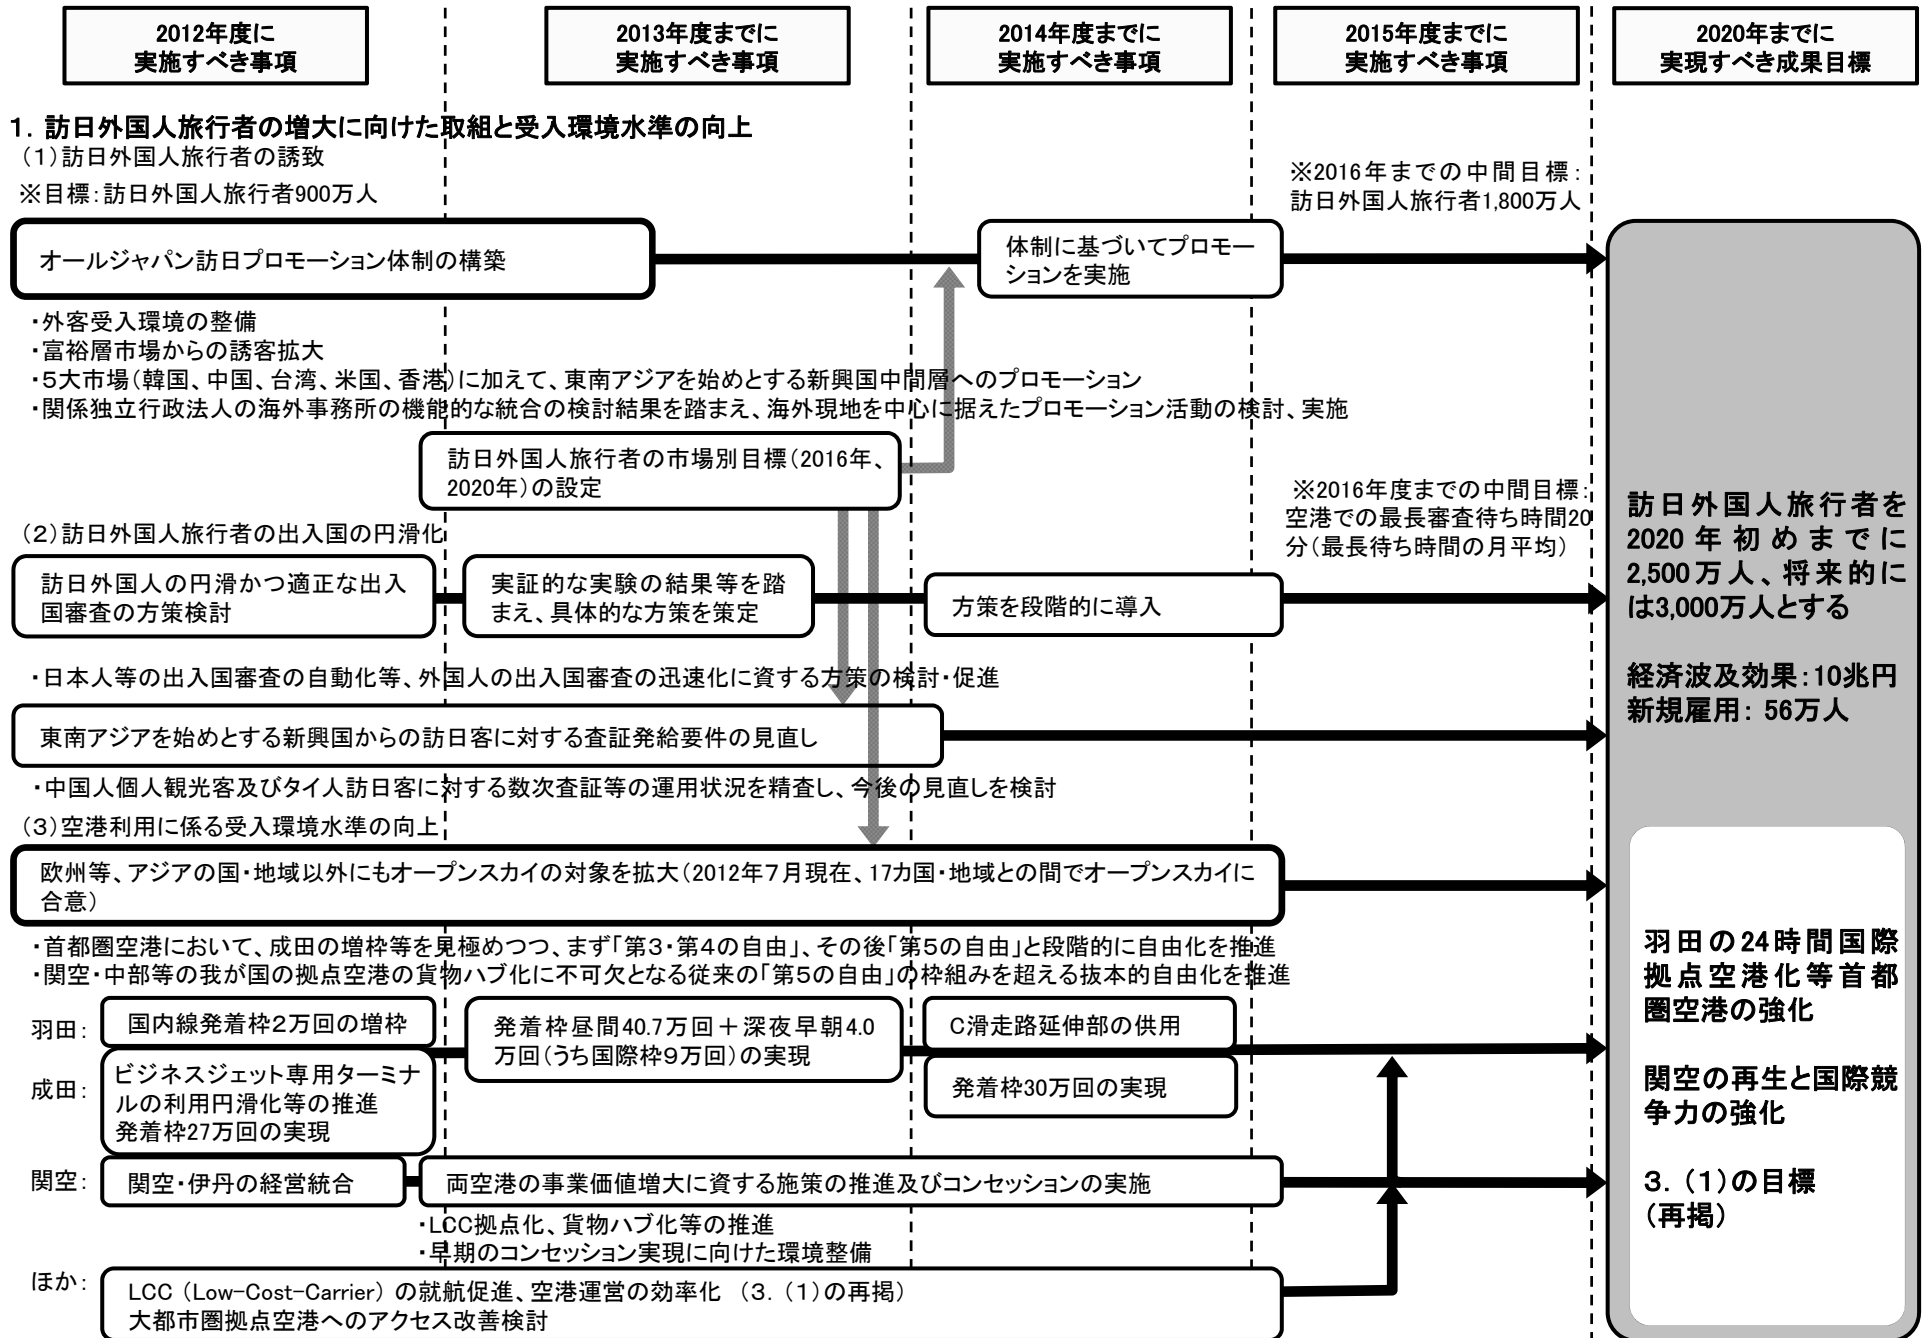 2012年度に
実施すべき事項
2013年度までに
実施すべき事項
2014年度までに
実施すべき事項
2015年度までに
実施すべき事項
2020年までに
実現すべき成果目標
1．訪日外国人旅行者の増大に向けた取組と受入環境水準の向上
（1）訪日外国人旅行者の誘致
※目標：訪日外国人旅行者900万人
※2016年までの中間目標：
訪日外国人旅行者1,800万人
オールジャパン訪日プロモーション体制の構築
体制に基づいてプロモー
ションを実施
・外客受入環境の整備
・富裕層市場からの誘客拡大
・5大市場（韓国、中国、台湾、米国、香港）に加えて、東南アジアを始めとする新興国中間層へのプロモーション
・関係独立行政法人の海外事務所の機能的な統合の検討結果を踏まえ、海外現地を中心に据えたプロモーション活動の検討、実施
訪日外国人旅行者の市場別目標（2016年、
2020年）の設定
（2）訪日外国人旅行者の出入国の円滑化
※2016年度までの中間目標：
空港での最長審査待ち時間20
分（最長待ち時間の月平均）
訪日外国人の円滑かつ適正な出入
国審査の方策検討
実証的な実験の結果等を踏
まえ、具体的な方策を策定
方策を段階的に導入
・日本人等の出入国審査の自動化等、外国人の出入国審査の迅速化に資する方策の検討・促進
東南アジアを始めとする新興国からの訪日客に対する査証発給要件の見直し
・中国人個人観光客及びタイ人訪日客に対する数次査証等の運用状況を精査し、今後の見直しを検討
（3）空港利用に係る受入環境水準の向上
欧州等、アジアの国・地域以外にもオープンスカイの対象を拡大（2012年7月現在、17カ国・地域との間でオープンスカイに
合意）
・首都圏空港において、成田の増枠等を見極めつつ、まず「第3・第4の自由」、その後「第5の自由」と段階的に自由化を推進
・関空・中部等の我が国の拠点空港の貨物ハブ化に不可欠となる従来の「第5の自由」の枠組みを超える抜本的自由化を推進
羽田：
国内線発着枠2万回の増枠
発着枠昼間40.7万回＋深夜早朝4.0
万回（うち国際枠9万回）の実現
C滑走路延伸部の供用
成田：
ビジネスジェット専用ターミナ
ルの利用円滑化等の推進
発着枠27万回の実現
発着枠30万回の実現
関空：
関空・伊丹の経営統合
両空港の事業価値増大に資する施策の推進及びコンセッションの実施
・LCC拠点化、貨物ハブ化等の推進
・早期のコンセッション実現に向けた環境整備
ほか：
LCC（Low-Cost-Carrier）の就航促進、空港運営の効率化 （3．（1）の再掲）
大都市圏拠点空港へのアクセス改善検討
訪日外国人旅行者を
2020年初めまでに
2,500万人、将来的に
は3,000万人とする
経済波及効果：10兆円
新規雇用： 56万人
羽田の24時間国際
拠点空港化等首都
圏空港の強化
関空の再生と国際競
争力の強化
3．（1）の目標
（再掲）